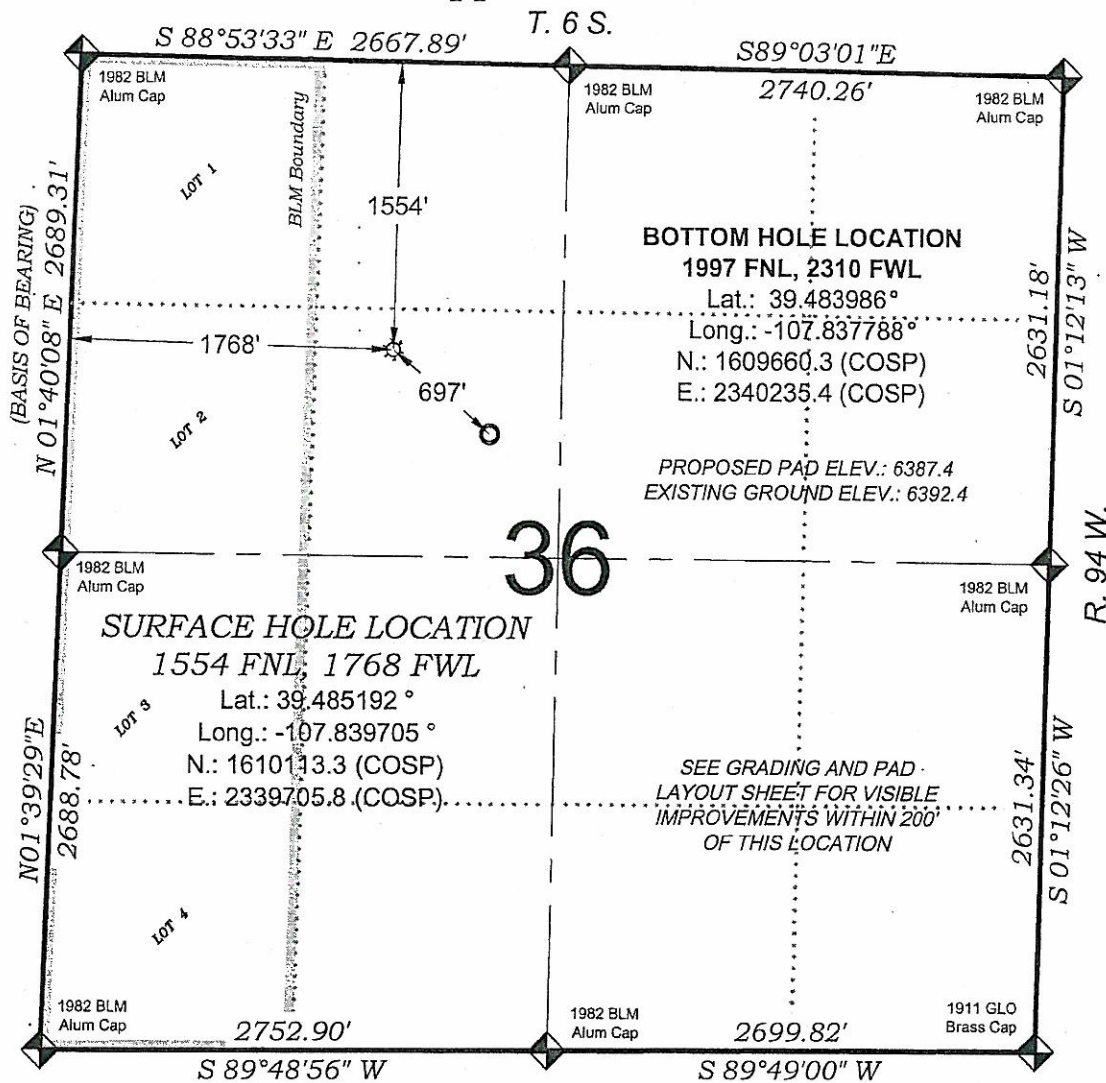 T. 6 S.
S 88°53'33" E 2667.89'
S89°03'01"E
2740.26'
1982 BLM
Alum Cap
1982 BLM
Alum Cap
1982 BLM
Alum Cap
BLM Boundary
LOT 1
1554'
(BASIS OF BEARING)
N 01°40'08" E 2689.31'
BOTTOM HOLE LOCATION
1997 FNL, 2310 FWL
Lat.: 39.483986°
Long.: -107.837788°
N.: 1609660.3 (COSP)
E.: 2340235.4 (COSP)
2631.18'
S 01°12'13" W
1768'
697'
LOT 2
PROPOSED PAD ELEV.: 6387.4
EXISTING GROUND ELEV.: 6392.4
36
R. 94 W.
1982 BLM
Alum Cap
1982 BLM
Alum Cap
SURFACE HOLE LOCATION
1554 FNL 1768 FWL
Lat.: 39.485192 °
Long.: -107.839705 °
N.: 1610113.3 (COSP)
E.: 2339705.8 (COSP)
LOT 3
N01°39'29"E
2688.78'
SEE GRADING AND PAD
LAYOUT SHEET FOR VISIBLE
IMPROVEMENTS WITHIN 200'
OF THIS LOCATION
2631.34'
S 01°12'26" W
LOT 4
1982 BLM
Alum Cap
1982 BLM
Alum Cap
1911 GLO
Brass Cap
2752.90'
2699.82'
S 89°48'56" W
S 89°49'00" W